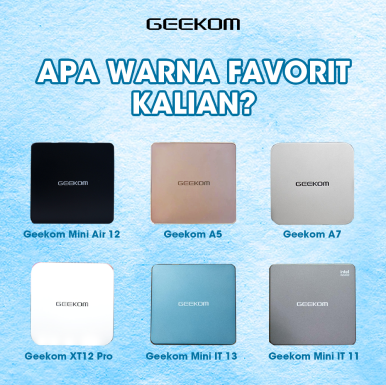 GEEKOM
APA WARNA FAVORIT
KALIAN?
GEEKOM
GEEKOM
GEEKOM
Geekom Mini Air 12
Geekom A5
Geekom A7
GEEKOM
GEEKOM
GEEKOM
intel
Geekom XT12 Pro
Geekom Mini IT 13
Geekom Mini IT 11